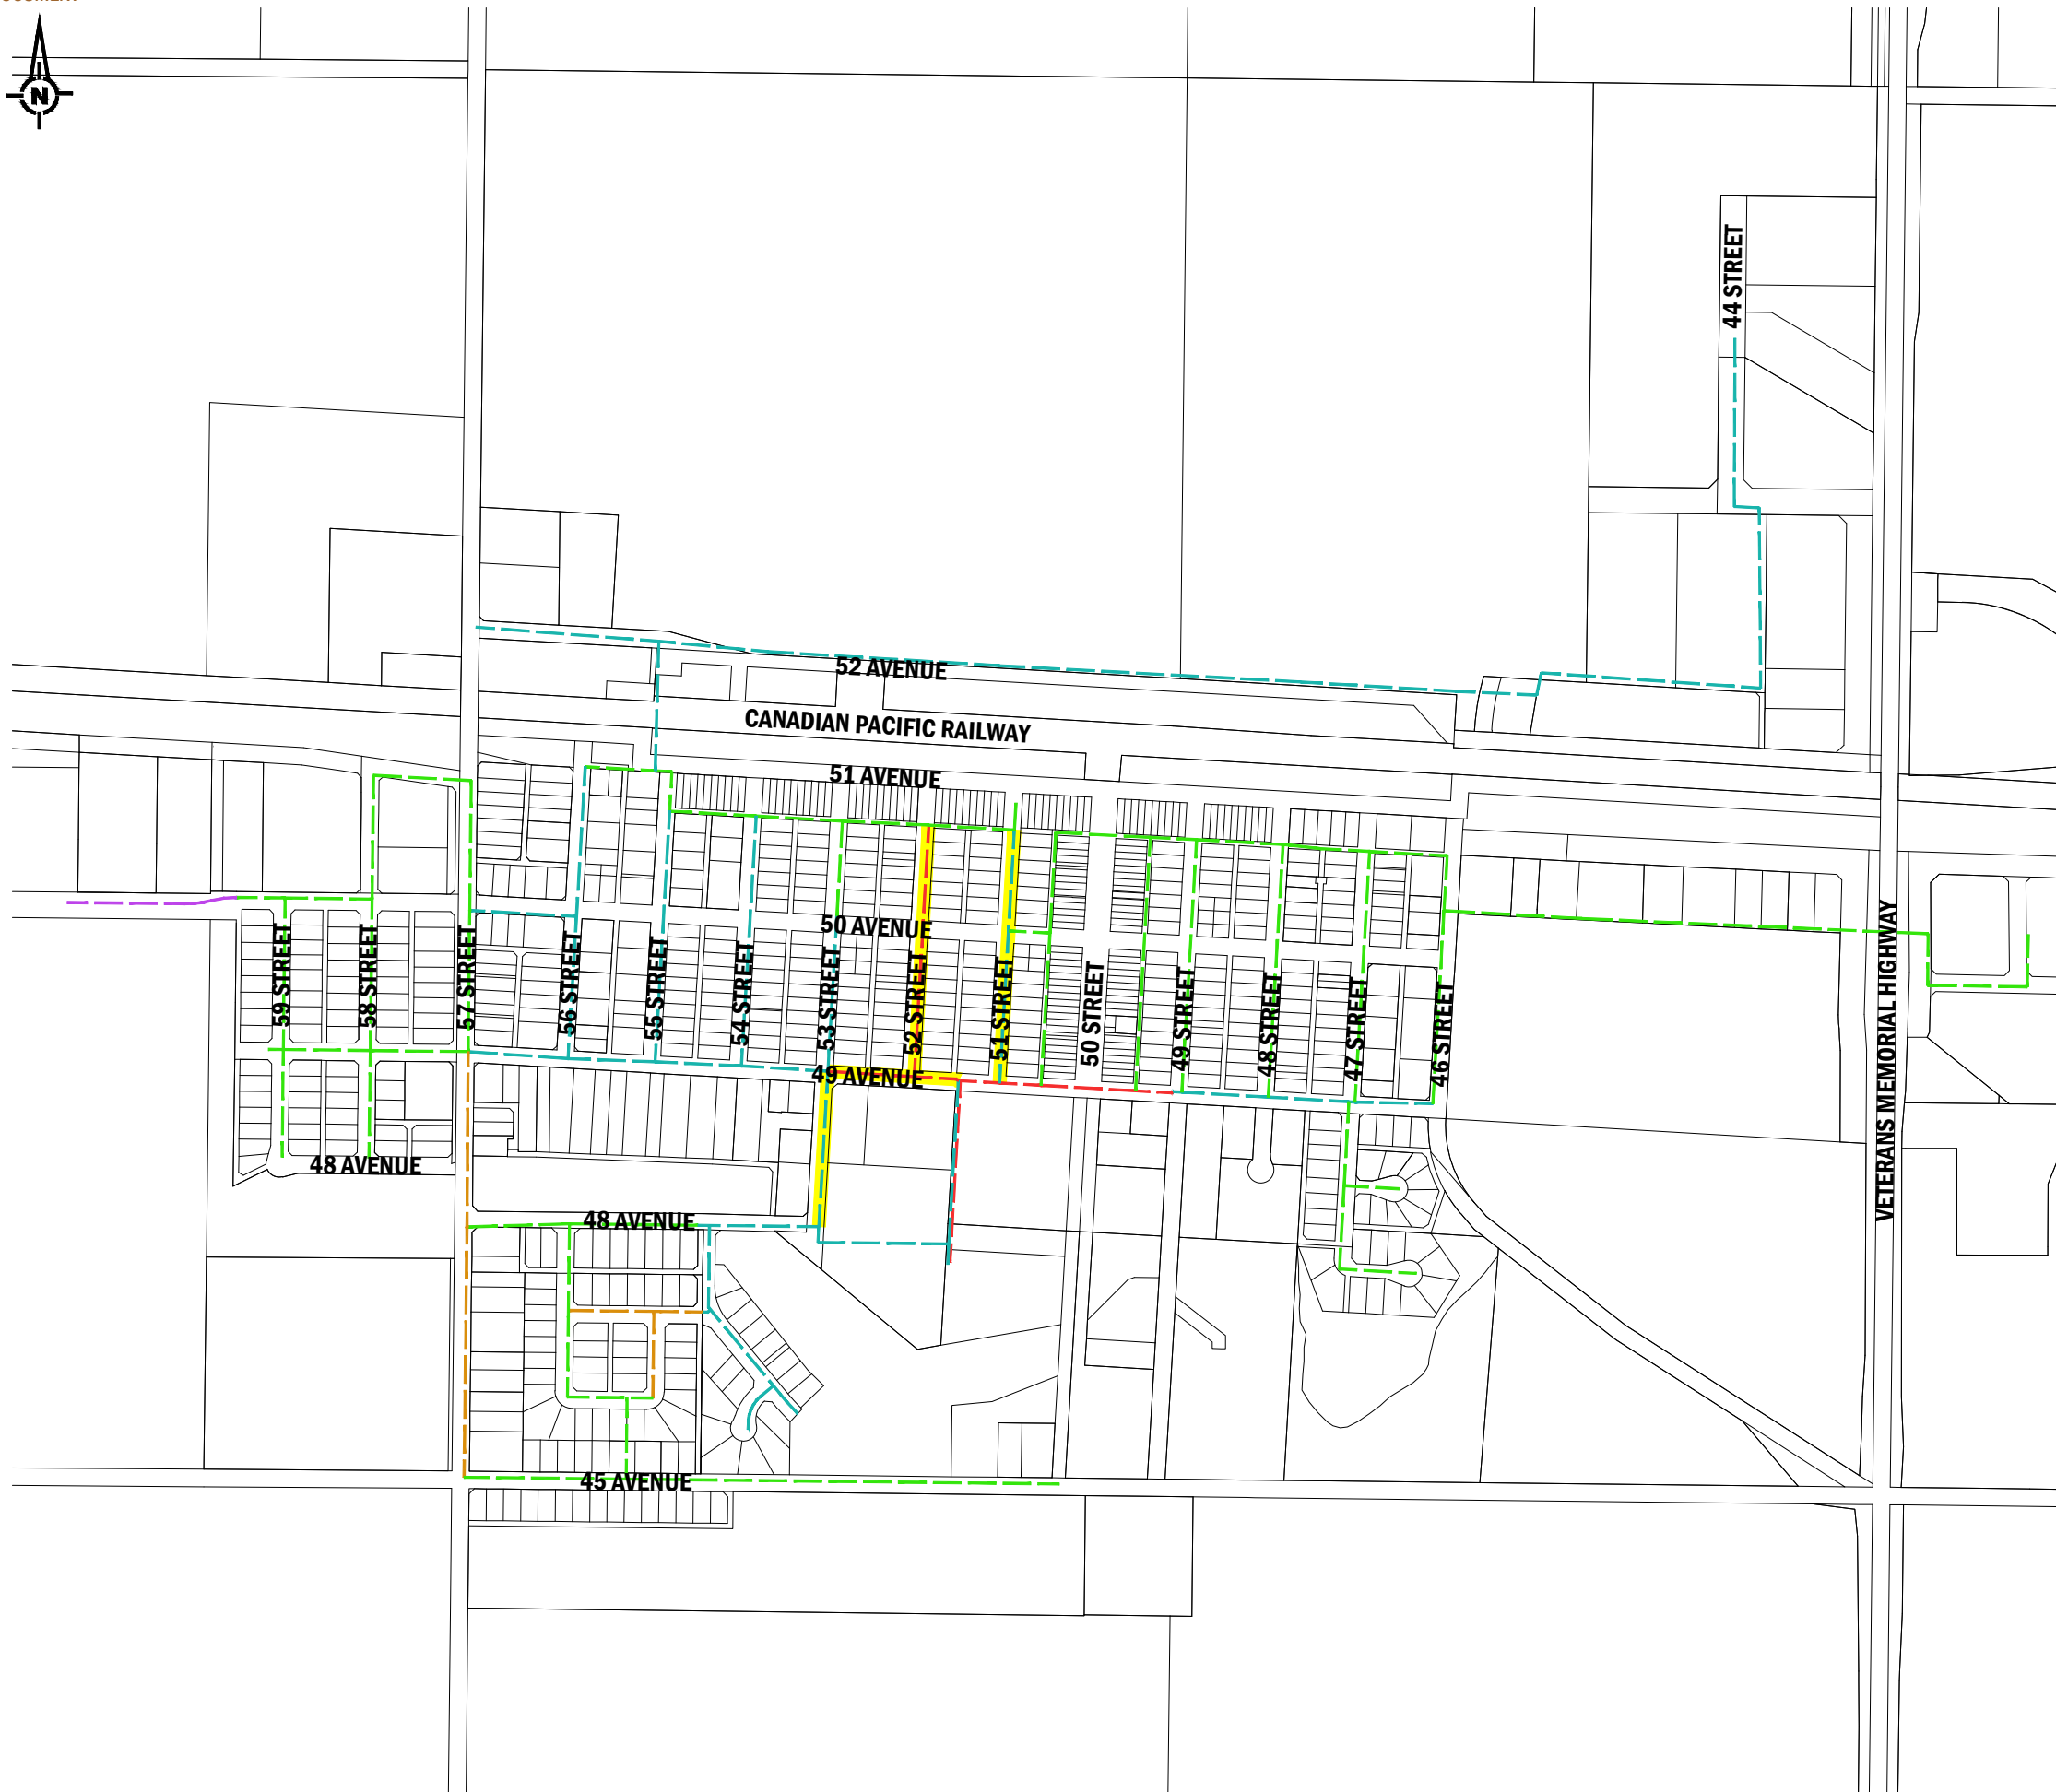 N
44 STREET
52 AVENUE
CANADIAN PACIFIC RAILWAY
51 AVENUE
50 AVENUE
59 STREET
58 STREET
57 STREET
56 STREET
55 STREET
54 STREET
53 STREET
52 STREET
51 STREET
50 STREET
49 STREET
48 STREET
47 STREET
46 STREET
VETERANS MEMORIAL HIGHWAY
49 AVENUE
48 AVENUE
48 AVENUE
45 AVENUE